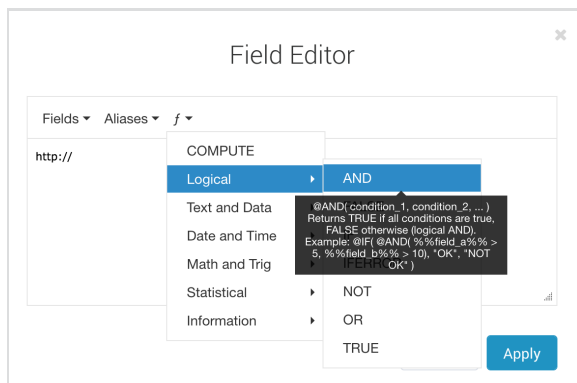 Field Editor
×
Fields Aliases ƒ
http://
COMPUTE
Logical
Text and Data
Date and Time
Math and Trig
Statistical
Information
AND
@AND( condition_1, condition_2, ... )
Returns TRUE if all conditions are true,
FALSE otherwise (logical AND).
Example: @IF( @AND( %%field_a%% >
5, %%field_b%% > 10), "OK", "NOT
OK" )
NOT
OR
TRUE
Apply